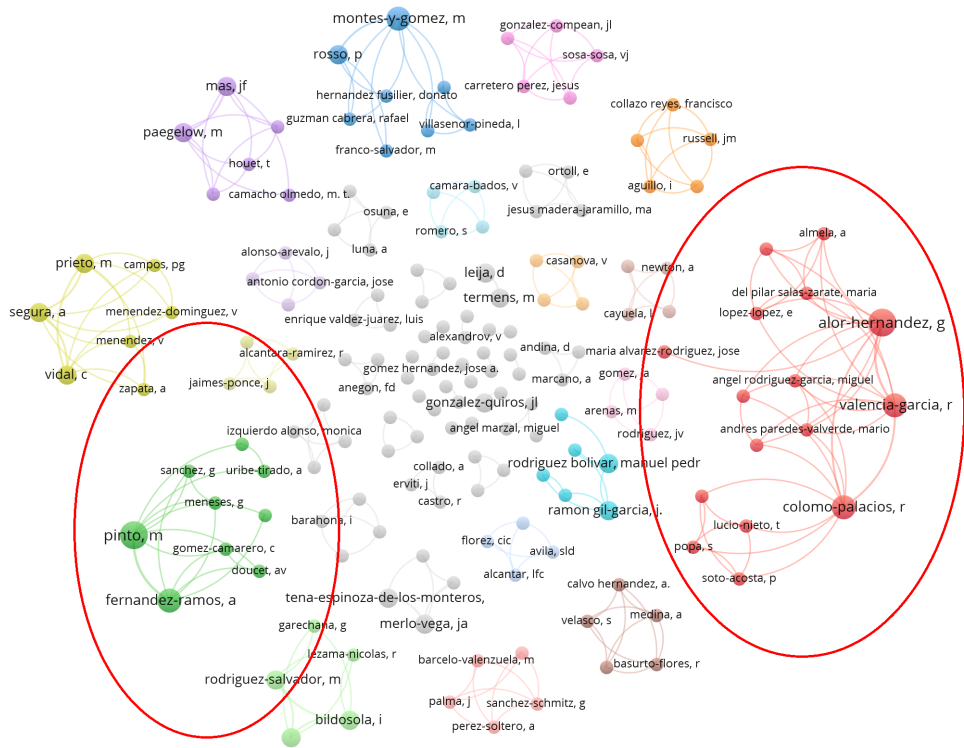 montes-y-gomez, m
gonzalez-compean, jl
rosso, p
sosa-sosa, vj
mas, jf
carretero perez, jesus
hernandez fusilier, donato
collazo reyes, francisco
guzman cabrera, rafael
villasenor-pineda, l
paegelow, m
russell, jm
franco-salvador, m
houet, t
ortoll, e
camara-bados, v
aguillo, i
camacho olmedo, m. t.
osuna, e
jesus madera-jaramillo, ma
romero, s
almela, a
luna, a
alonso-arevalo, j
casanova, v
newton, a
prieto, m
campos, pg
leija, d
antonio cordon-garcia, jose
del pilar salas-zarate, maria
termens, m
segura, a
menendez-dominguez, v
cayuela, l
lopez-lopez, e
enrique valdez-juarez, luis
alor-hernandez, g
alexandrov, v
menendez, v
alcantara-ramirez, r
andina, d
maria alvarez-rodriguez, jose
gomez hernandez, jose a.
gomez, a
vidal, c
marcano, a
angel rodriguez-garcia, miguel
zapata, a
jaimes-ponce, j
anegon, fd
gonzalez-quiros, jl
valencia-garcia, r
arenas, m
angel marzal, miguel
andres paredes-valverde, mario
izquierdo alonso, monica
rodriguez, jv
sanchez, g
uribe-tirado, a
collado, a
rodriguez bolivar, manuel pedr
erviti, j
meneses, g
castro, r
ramon gil-garcia, j.
colomo-palacios, r
barahona, i
lucio-nieto, t
pinto, m
florez, cic
gomez-camarero, c
avila, sld
popa, s
doucet, av
alcantar, lfc
soto-acosta, p
calvo hernandez, a.
fernandez-ramos, a
tena-espinoza-de-los-monteros,
medina, a
merlo-vega, ja
velasco, s
garechana, g
lezama-nicolas, r
barcelo-valenzuela, m
basurto-flores, r
rodriguez-salvador, m
palma, j
sanchez-schmitz, g
bildosola, i
perez-soltero, a